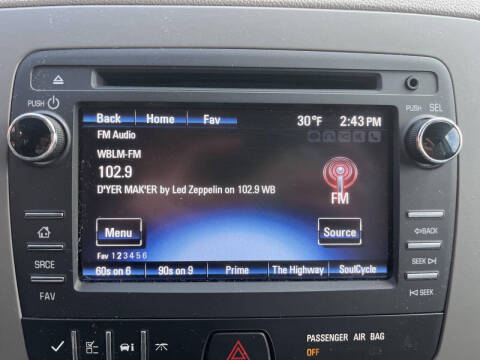 PUSH
PUSH SEL
Back Home Fav 30°F 2:43 PM
FM Audio
WBLM-FM
102.9
D'YER MAK'ER by Led Zeppelin on 102.9 WB
FM
Menu Source
Fav 1 2 3 4 5 6
60s on 6 90s on 9 Prime The Highway SoulCycle
SRCE
FAV
BACK
SEEK
SEEK
PASSENGER AIR BAG
OFF